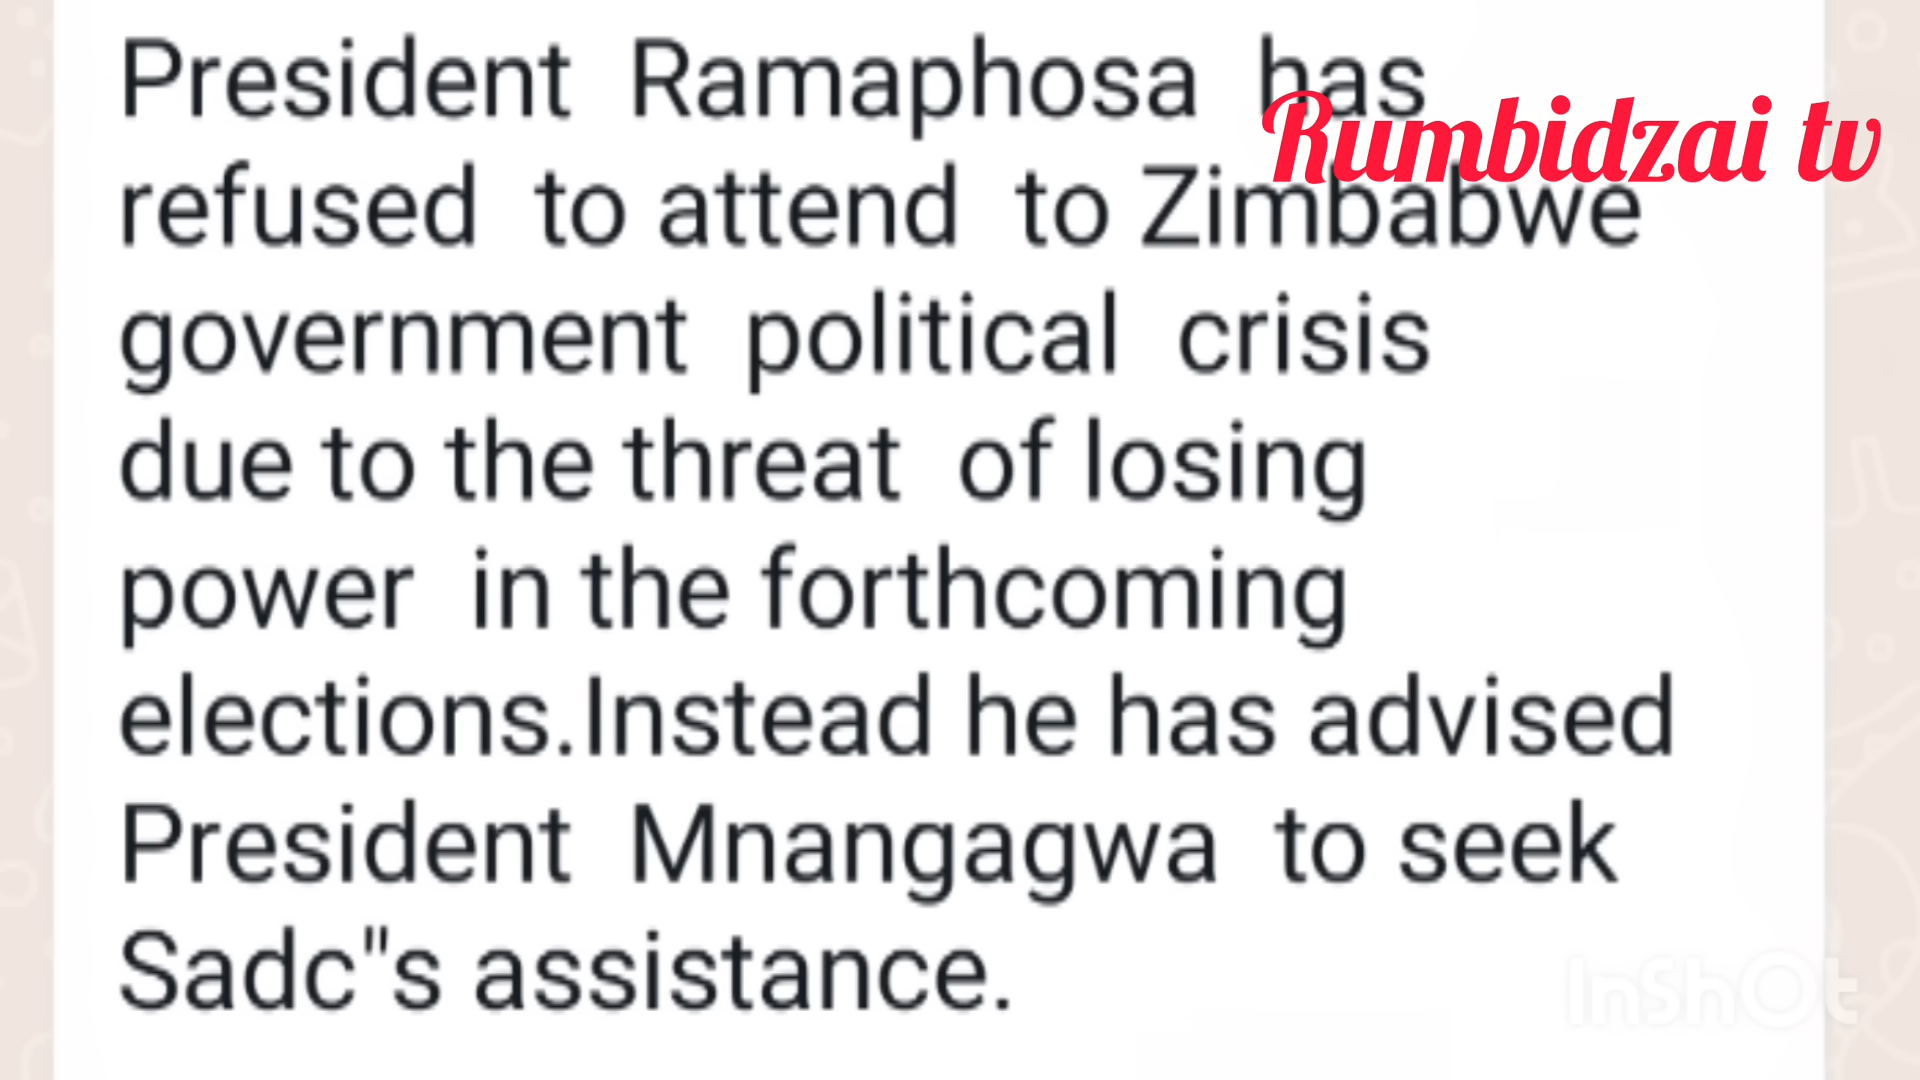 President Ramaphosa has
Rumbidzai tv
refused to attend to Zimbabwe
government political crisis
due to the threat of losing
power in the forthcoming
elections.Instead he has advised
President Mnangagwa to seek
Sadc"s assistance.
InShOt